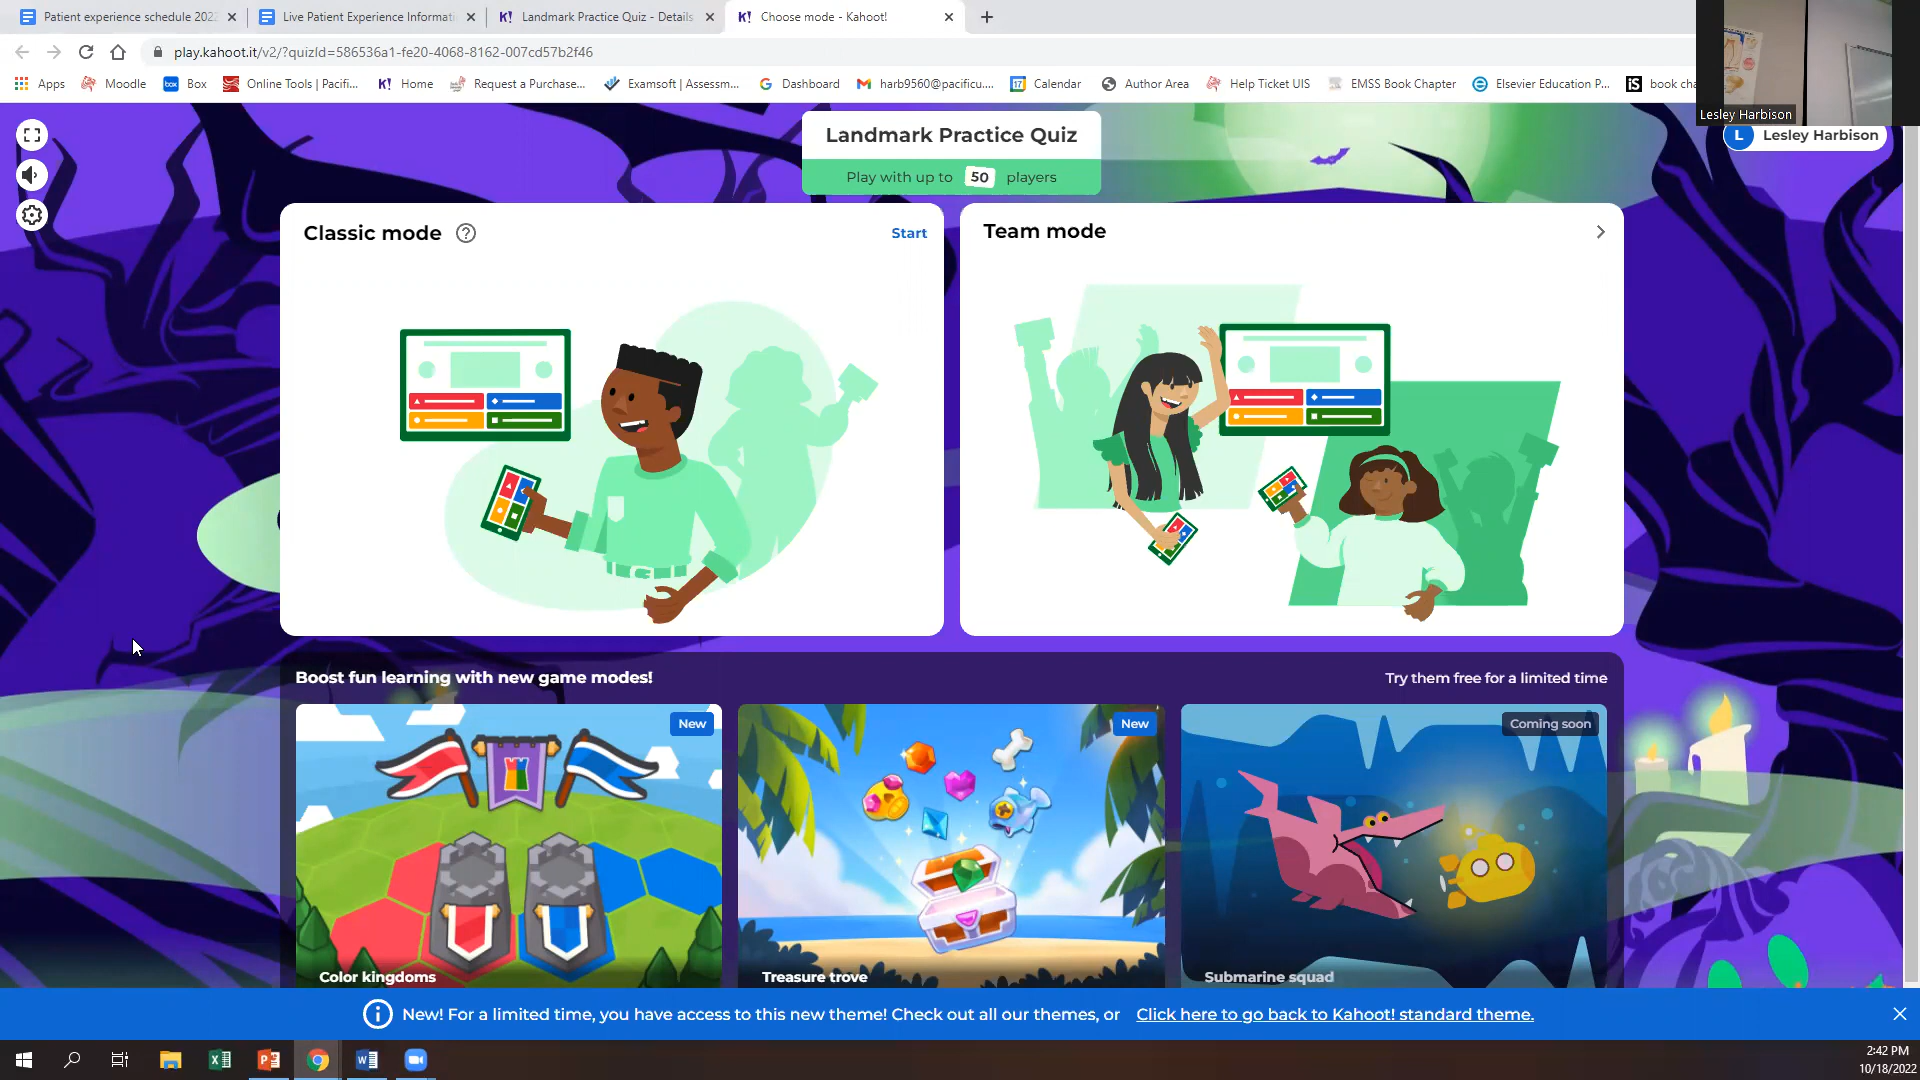 Patient experience schedule 202
Live Patient Experience Informati
K! Landmark Practice Quiz - Details
K! Choose mode - Kahoot!
play.kahoot.it/v2/?quizId=586536a1-fe20-4068-8162-007cd57b2f46
Apps
Moodle
box Box
Online Tools | Pacifi...
K! Home
Request a Purchase...
Examsoft | Assessm...
G Dashboard
harb9560@pacificu....
17 Calendar
Author Area
Help Ticket UIS
EMSS Book Chapter
Elsevier Education P...
iS book cha
Lesley Harbison
L Lesley Harbison
Landmark Practice Quiz
Play with up to 50 players
Classic mode ?
Start
Team mode
Boost fun learning with new game modes!
Try them free for a limited time
New
New
Coming soon
Color kingdoms
Treasure trove
Submarine squad
New! For a limited time, you have access to this new theme! Check out all our themes, or Click here to go back to Kahoot! standard theme.
2:42 PM
10/18/2022